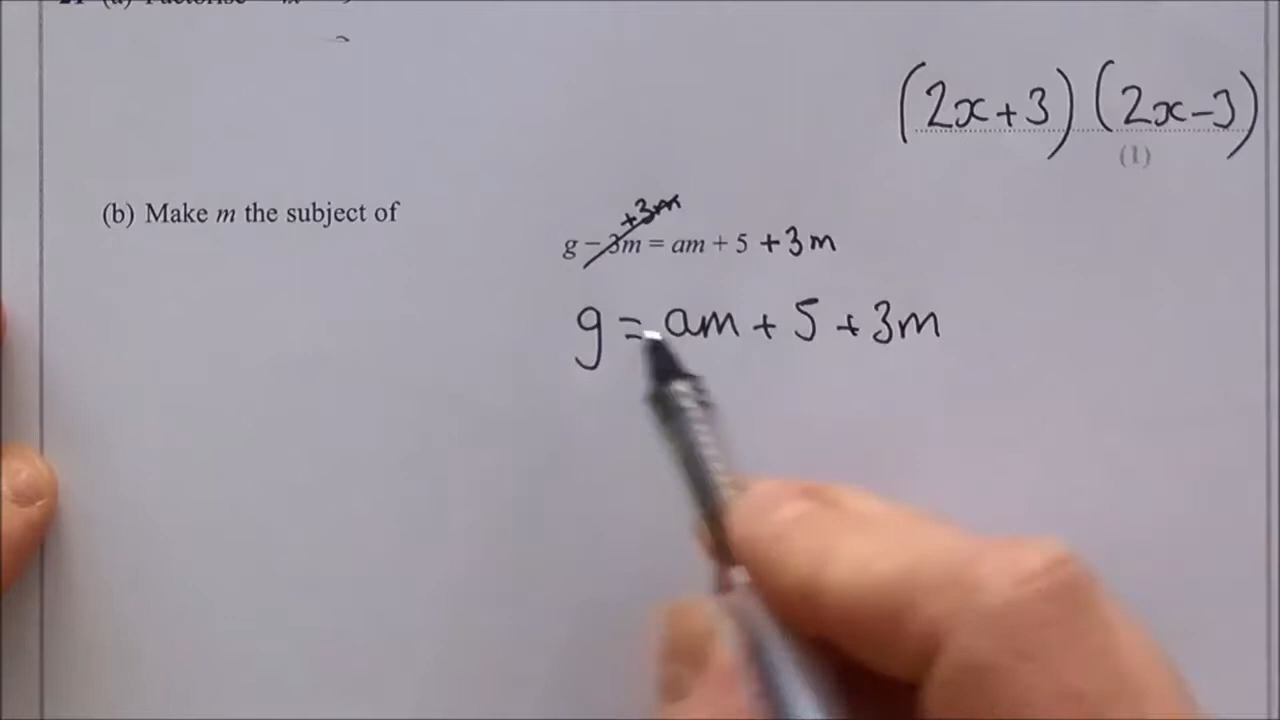 (2x+3) (2x-3)
(1)
(b) Make m the subject of
+3m
g - 3m = am + 5 +3m
g = am + 5 + 3m